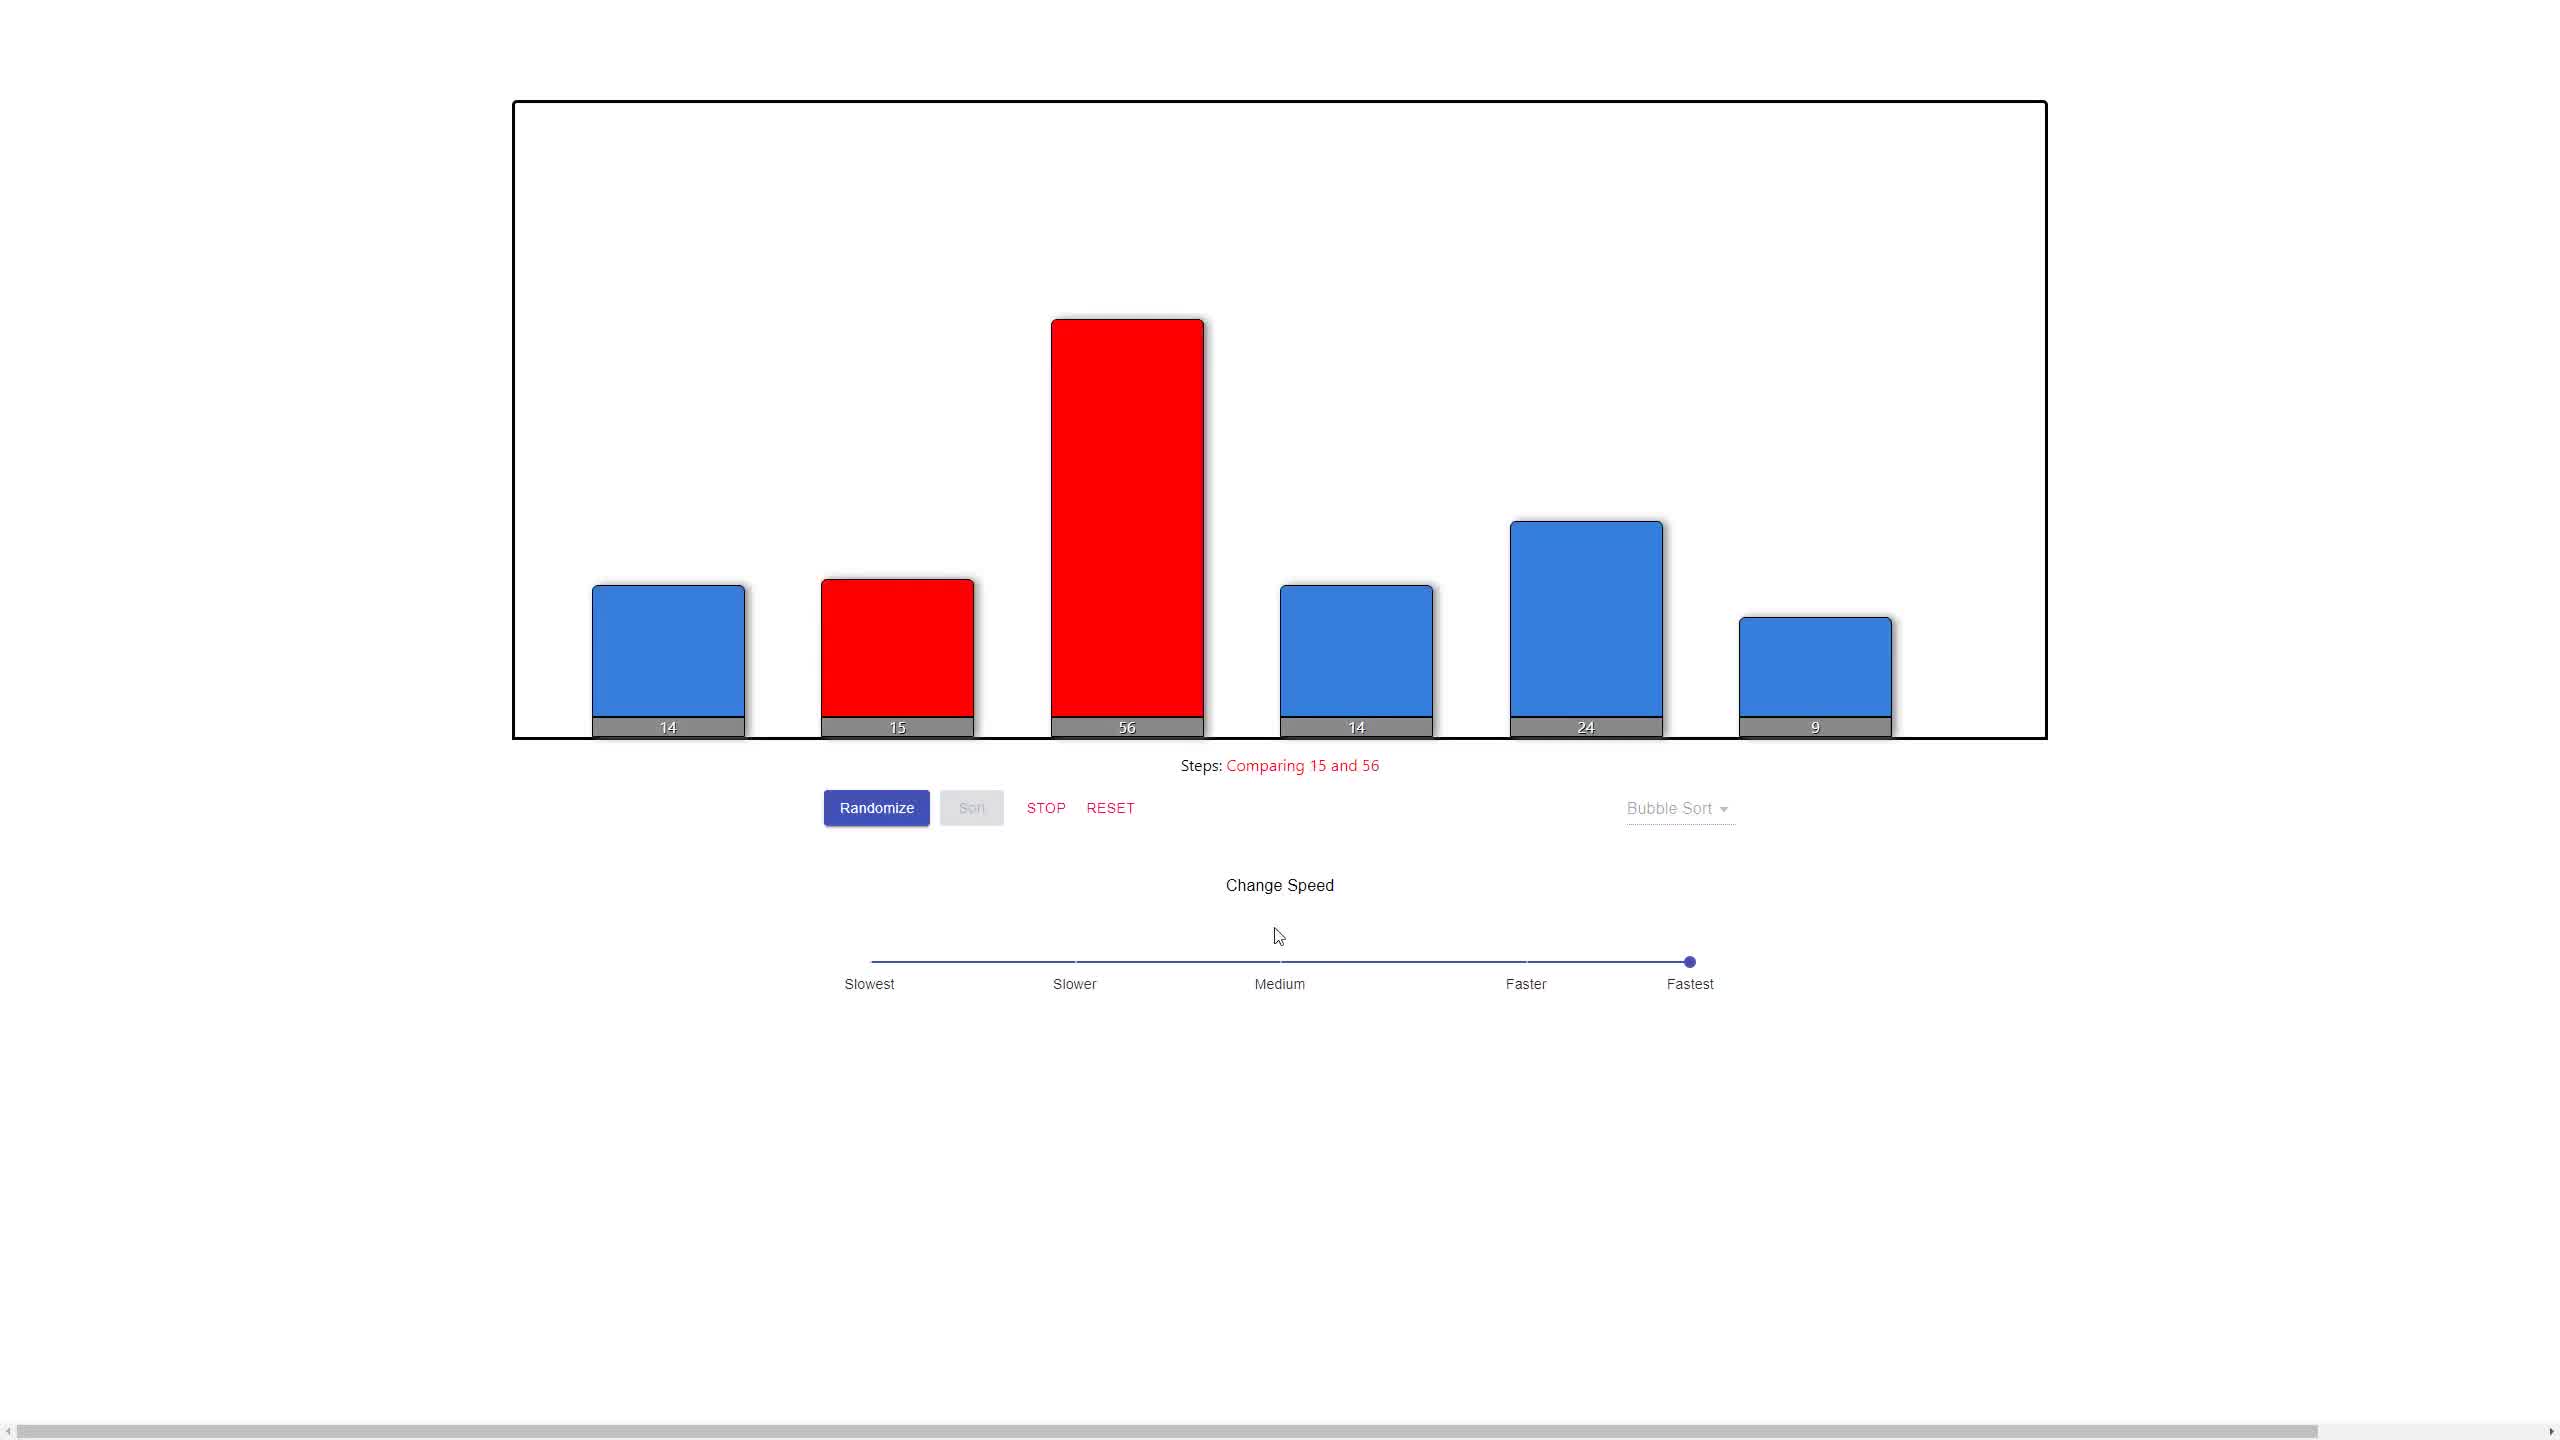 14 15 56 14 24 9
Steps: Comparing 15 and 56
Randomize Sort STOP RESET Bubble Sort
Change Speed
Slowest Slower Medium Faster Fastest